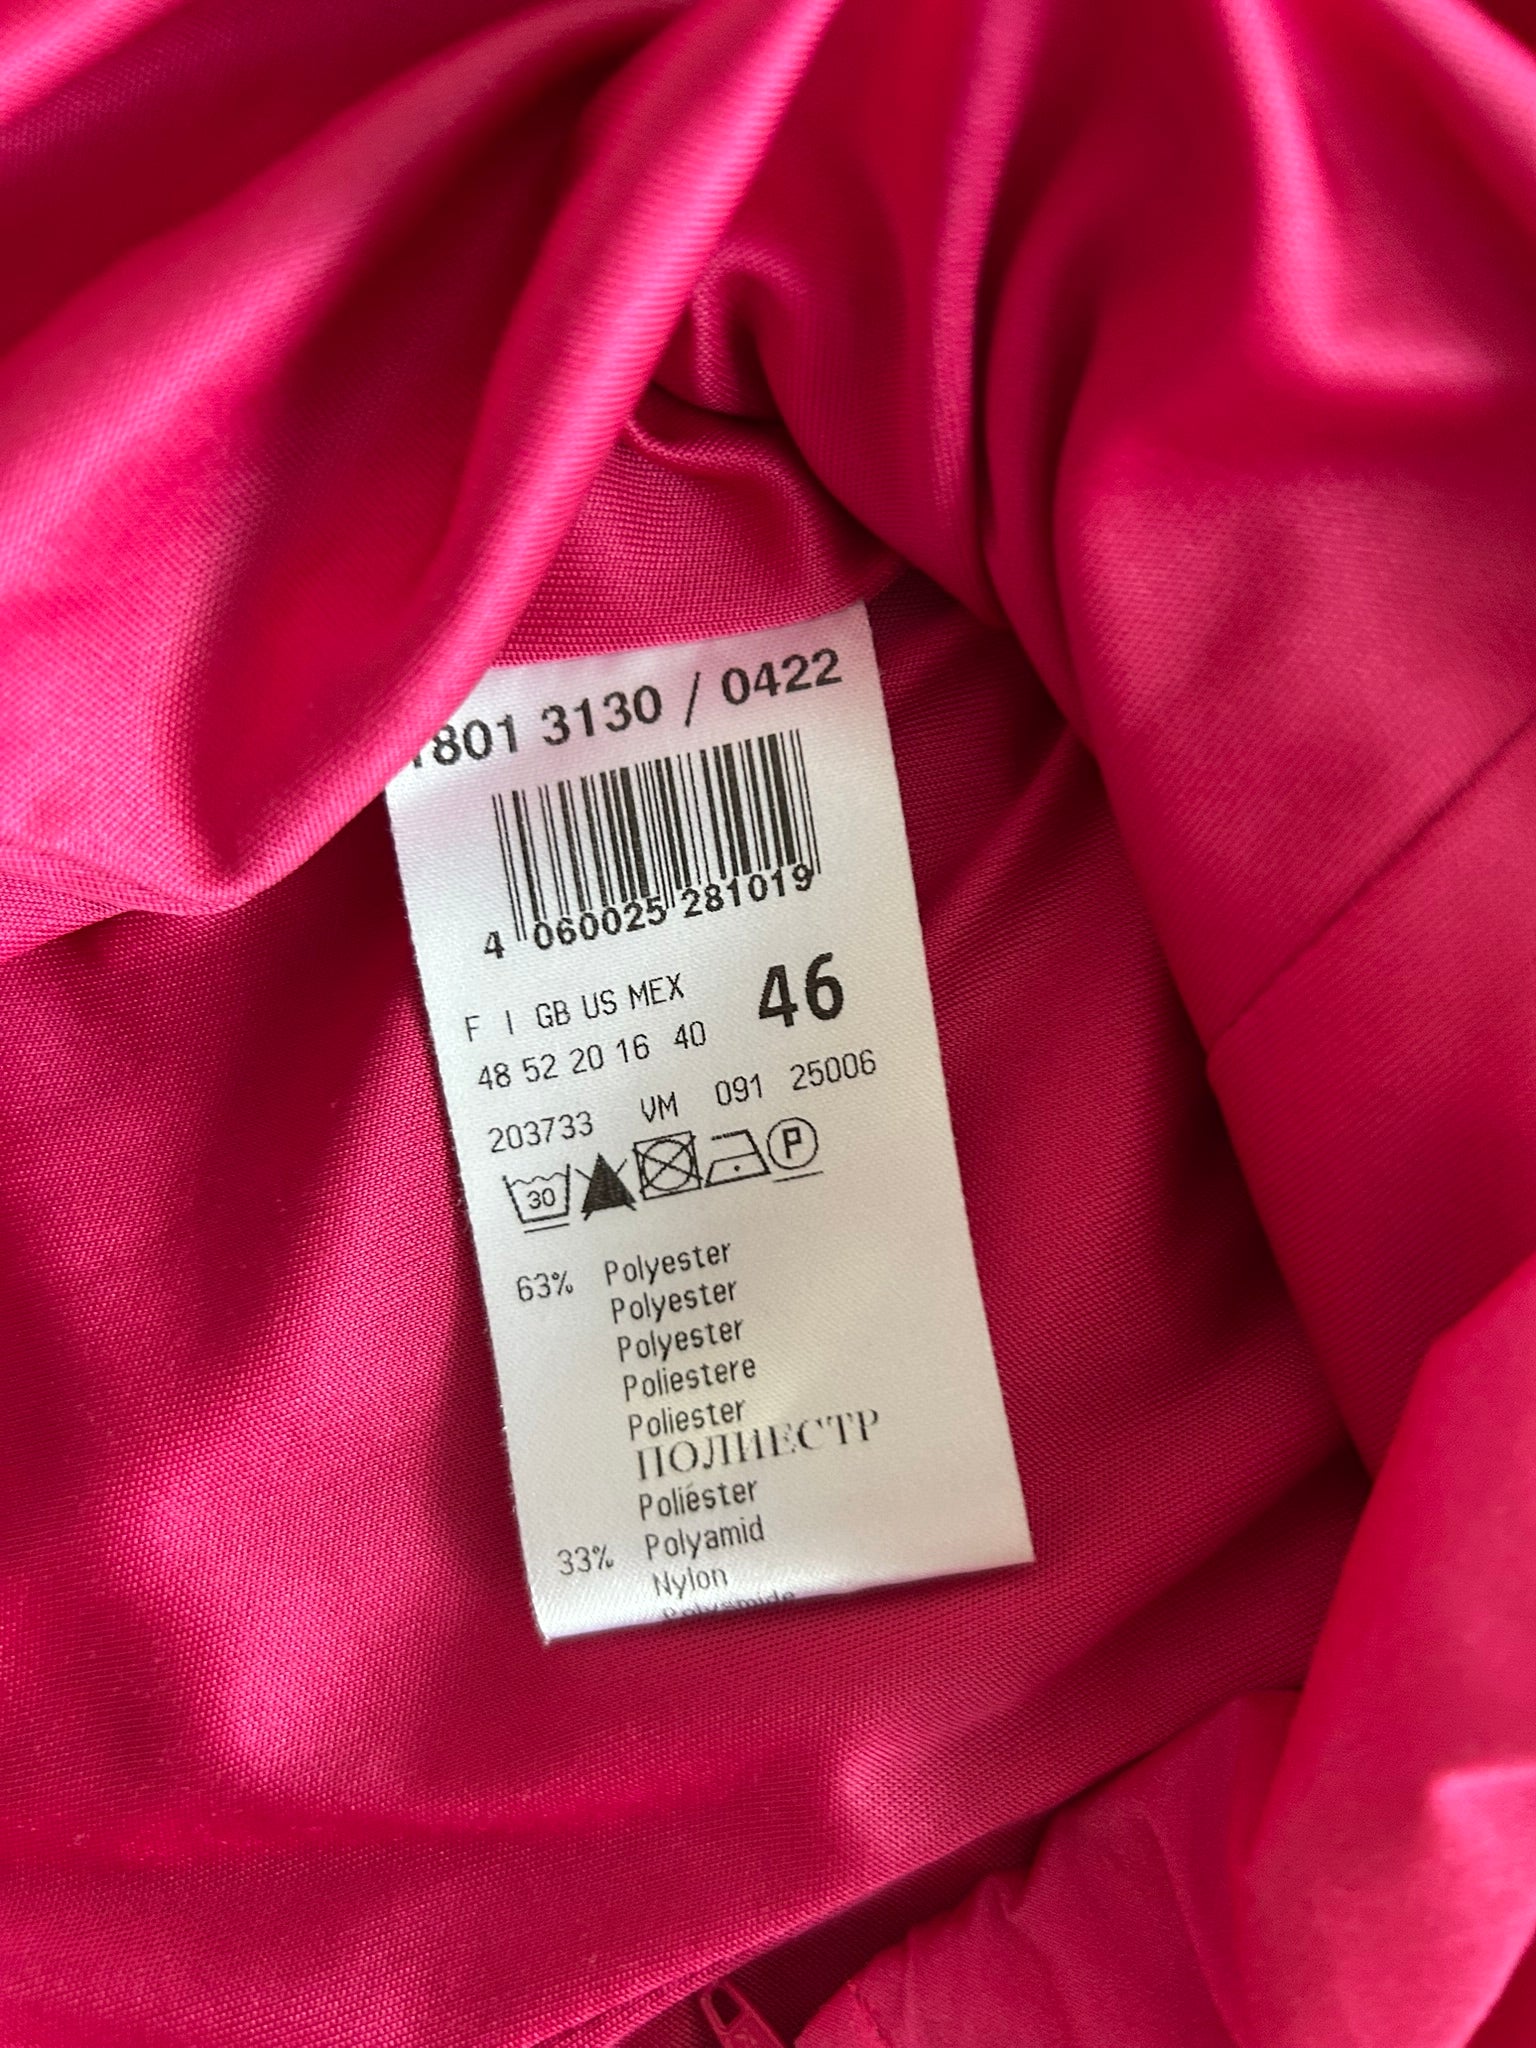 801 3130 / 0422
4 060025 281019
F I GB US MEX 46
48 52 20 16 40
203733 VM 091 25006
30 P
63% Polyester
Polyester
Polyester
Poliestere
Poliester
ПОЛИЕСТР
Poliéster
33% Polyamid
Nylon